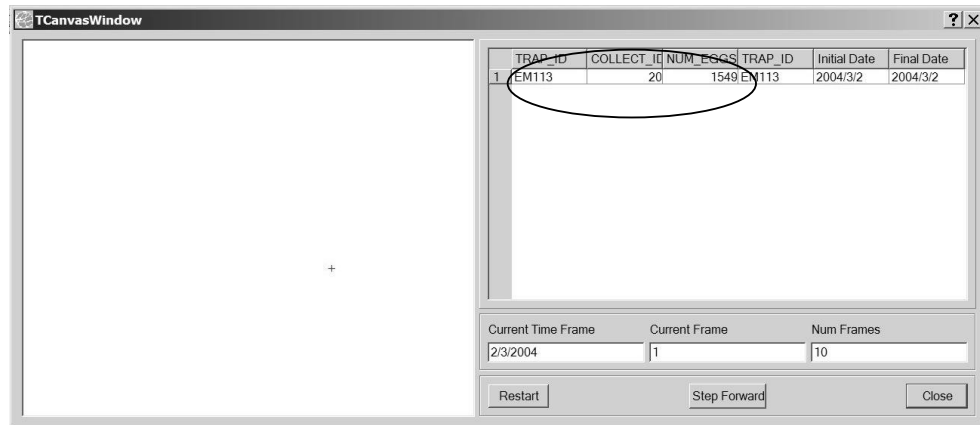 TCanvasWindow ? ×
TRAP_ID COLLECT_ID NUM_EGGS TRAP_ID Initial Date Final Date
1 EM113 20 1549 EM113 2004/3/2 2004/3/2
+
Current Time Frame Current Frame Num Frames
2/3/2004 1 10
Restart Step Forward Close